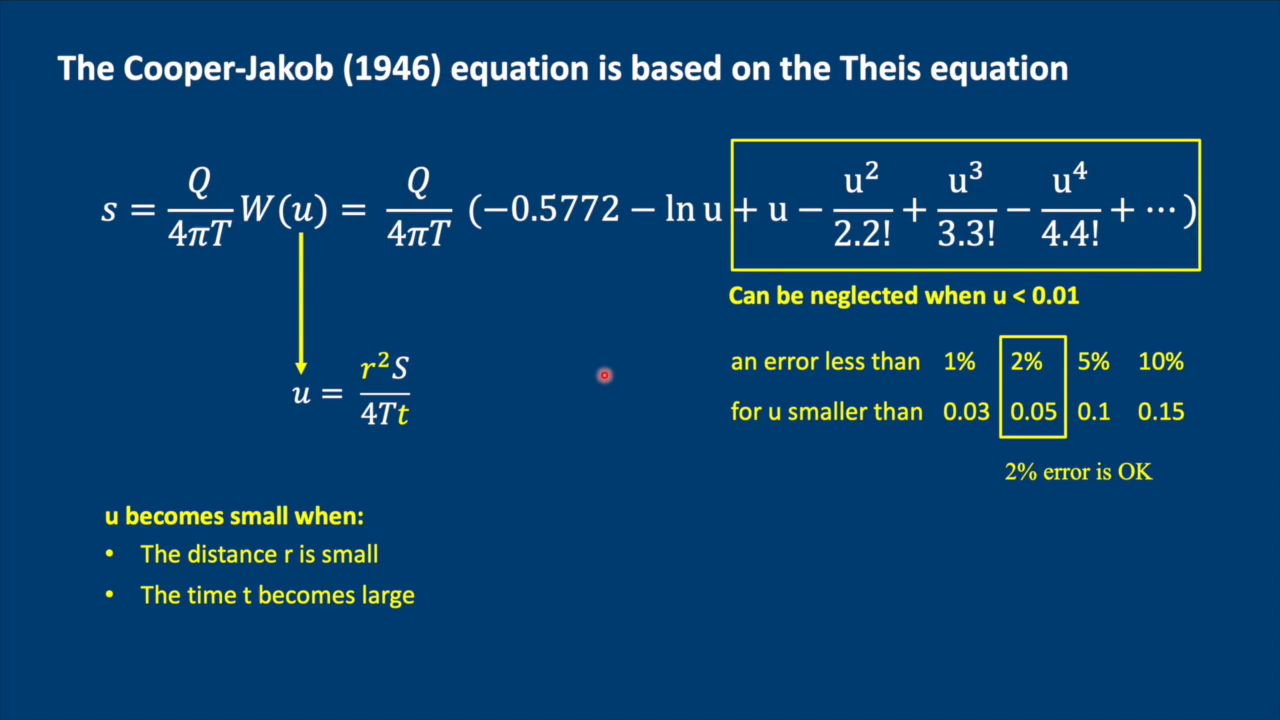 The Cooper-Jakob (1946) equation is based on the Theis equation
s = Q/4πT W(u) = Q/4πT (−0.5772 − ln u + u − u²/2.2! + u³/3.3! − u⁴/4.4! + ⋯)
Can be neglected when u < 0.01
an error less than 1% 2% 5% 10%
for u smaller than 0.03 0.05 0.1 0.15
2% error is OK
u = r²S/4Tt
u becomes small when:
• The distance r is small
• The time t becomes large